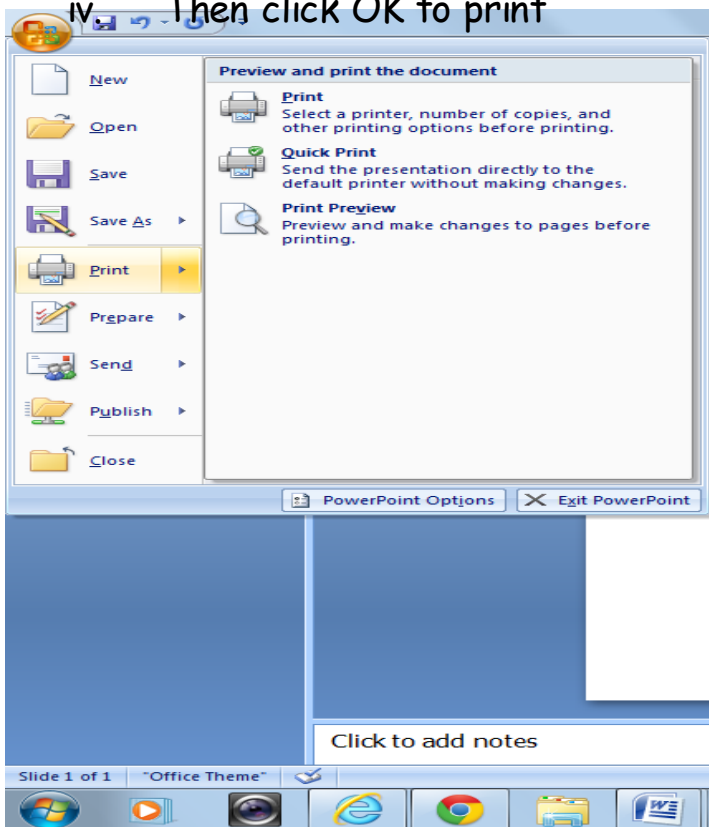 iv Then click OK to print
New
Open
Save
Save As
Print
Prepare
Send
Publish
Close
Preview and print the document
Print
Select a printer, number of copies, and
other printing options before printing.
Quick Print
Send the presentation directly to the
default printer without making changes.
Print Preview
Preview and make changes to pages before
printing.
PowerPoint Options
Exit PowerPoint
Click to add notes
Slide 1 of 1
"Office Theme"